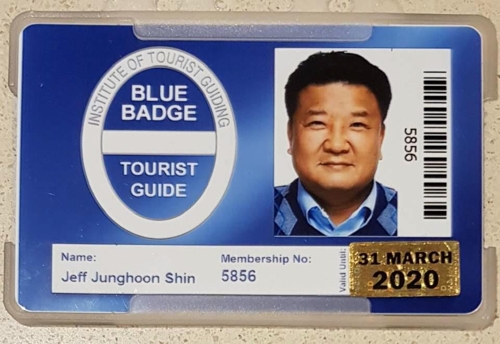 INSTITUTE OF TOURIST GUIDING
BLUE
BADGE
TOURIST
GUIDE
5856
Name:
Jeff Junghoon Shin
Membership No:
5856
Valid Until:
31 MARCH
2020